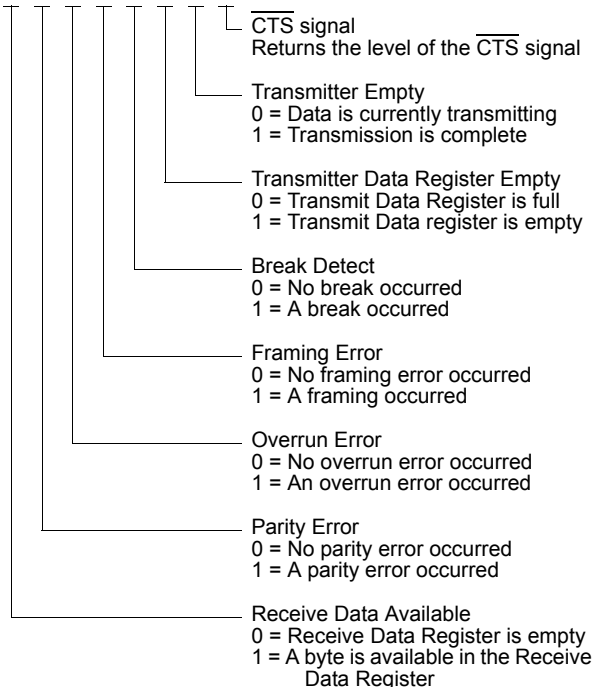 CTS signal
Returns the level of the CTS signal
Transmitter Empty
0 = Data is currently transmitting
1 = Transmission is complete
Transmitter Data Register Empty
0 = Transmit Data Register is full
1 = Transmit Data register is empty
Break Detect
0 = No break occurred
1 = A break occurred
Framing Error
0 = No framing error occurred
1 = A framing occurred
Overrun Error
0 = No overrun error occurred
1 = An overrun error occurred
Parity Error
0 = No parity error occurred
1 = A parity error occurred
Receive Data Available
0 = Receive Data Register is empty
1 = A byte is available in the Receive
Data Register